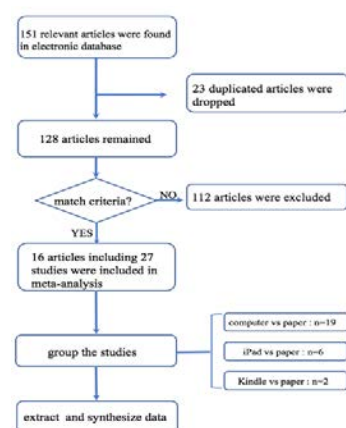 151 relevant articles were found
in electronic database
23 duplicated articles were
dropped
128 articles remained
match criteria?
NO
112 articles were excluded
YES
16 articles including 27
studies were included in
meta-analysis
computer vs paper : n=19
group the studies
iPad vs paper : n=6
Kindle vs paper : n=2
extract and synthesize data